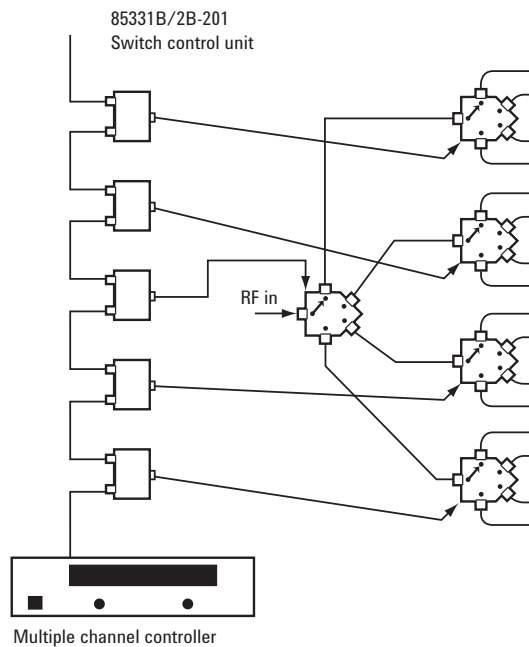 85331B/2B-201
Switch control unit
RF in
Multiple channel controller